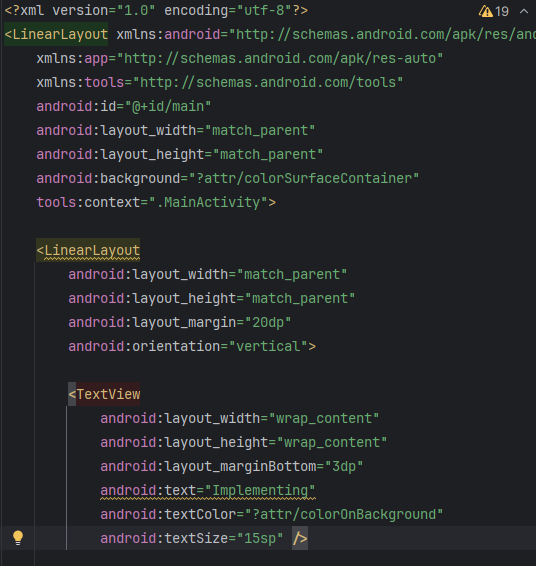 <?xml version="1.0" encoding="utf-8"?> 19
<LinearLayout xmlns:android="http://schemas.android.com/apk/res/and
xmlns:app="http://schemas.android.com/apk/res-auto"
xmlns:tools="http://schemas.android.com/tools"
android:id="@+id/main"
android:layout_width="match_parent"
android:layout_height="match_parent"
android:background="?attr/colorSurfaceContainer"
tools:context=".MainActivity">
<LinearLayout
android:layout_width="match_parent"
android:layout_height="match_parent"
android:layout_margin="20dp"
android:orientation="vertical">
<TextView
android:layout_width="wrap_content"
android:layout_height="wrap_content"
android:layout_marginBottom="3dp"
android:text="Implementing"
android:textColor="?attr/colorOnBackground"
android:textSize="15sp" />